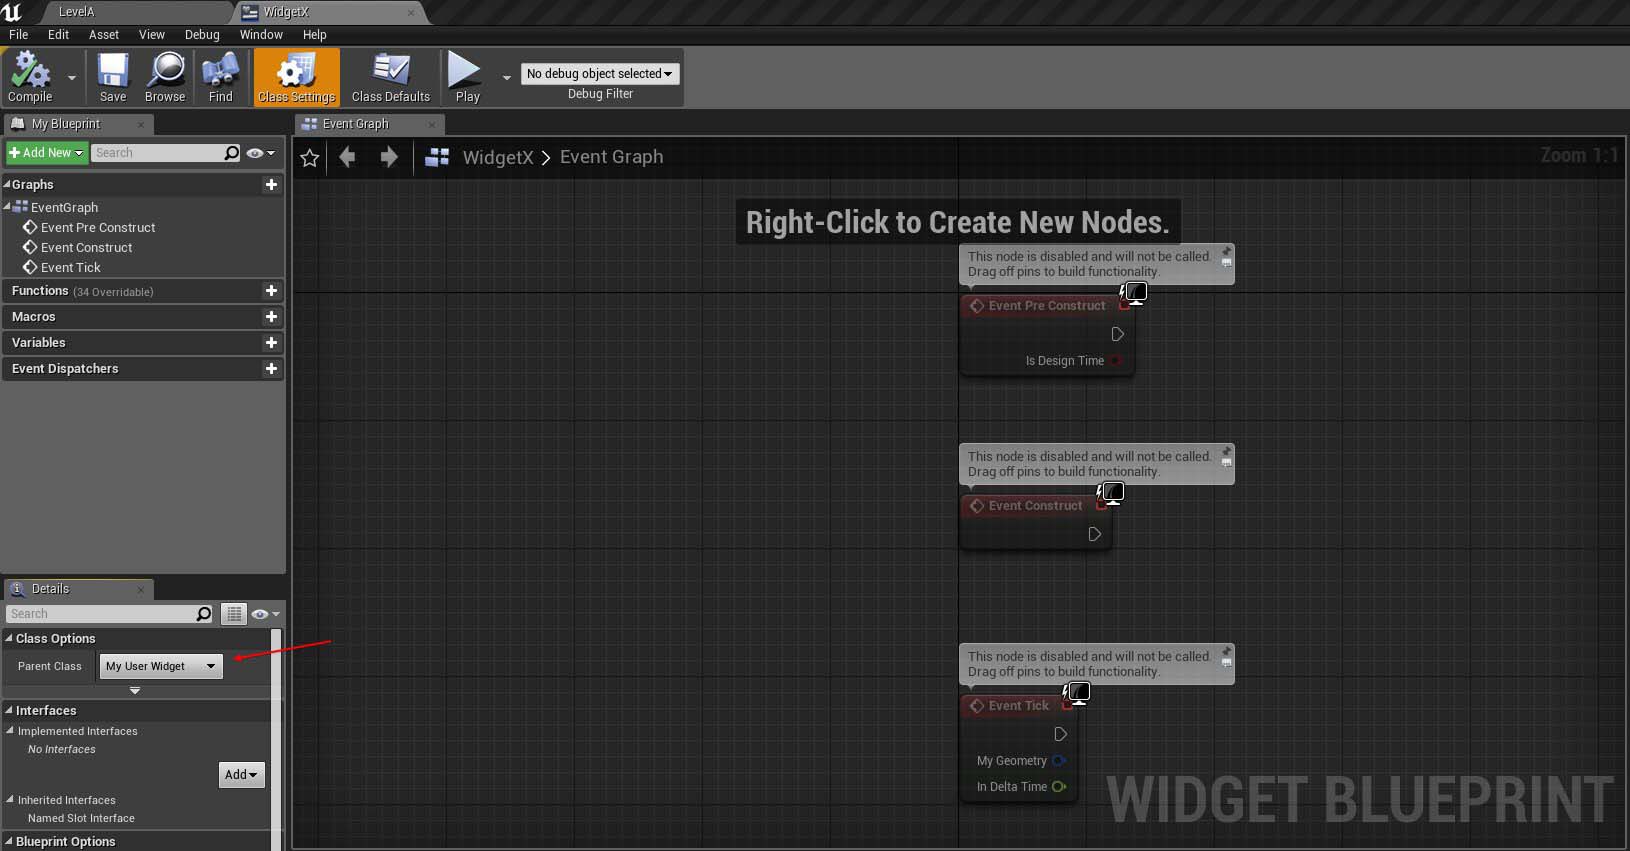 LevelA
WidgetX
File Edit Asset View Debug Window Help
Compile
Save
Browse
Find
Class Settings
Class Defaults
Play
No debug object selected
Debug Filter
My Blueprint
Event Graph
Add New
Search
WidgetX > Event Graph
Zoom 1:1
Graphs
EventGraph
Event Pre Construct
Event Construct
Event Tick
Functions (34 Overridable)
Macros
Variables
Event Dispatchers
Right-Click to Create New Nodes.
This node is disabled and will not be called.
Drag off pins to build functionality.
Event Pre Construct
Is Design Time
This node is disabled and will not be called.
Drag off pins to build functionality.
Event Construct
This node is disabled and will not be called.
Drag off pins to build functionality.
Event Tick
My Geometry
In Delta Time
WIDGET BLUEPRINT
Details
Search
Class Options
Parent Class
My User Widget
Interfaces
Implemented Interfaces
No Interfaces
Add
Inherited Interfaces
Named Slot Interface
Blueprint Options